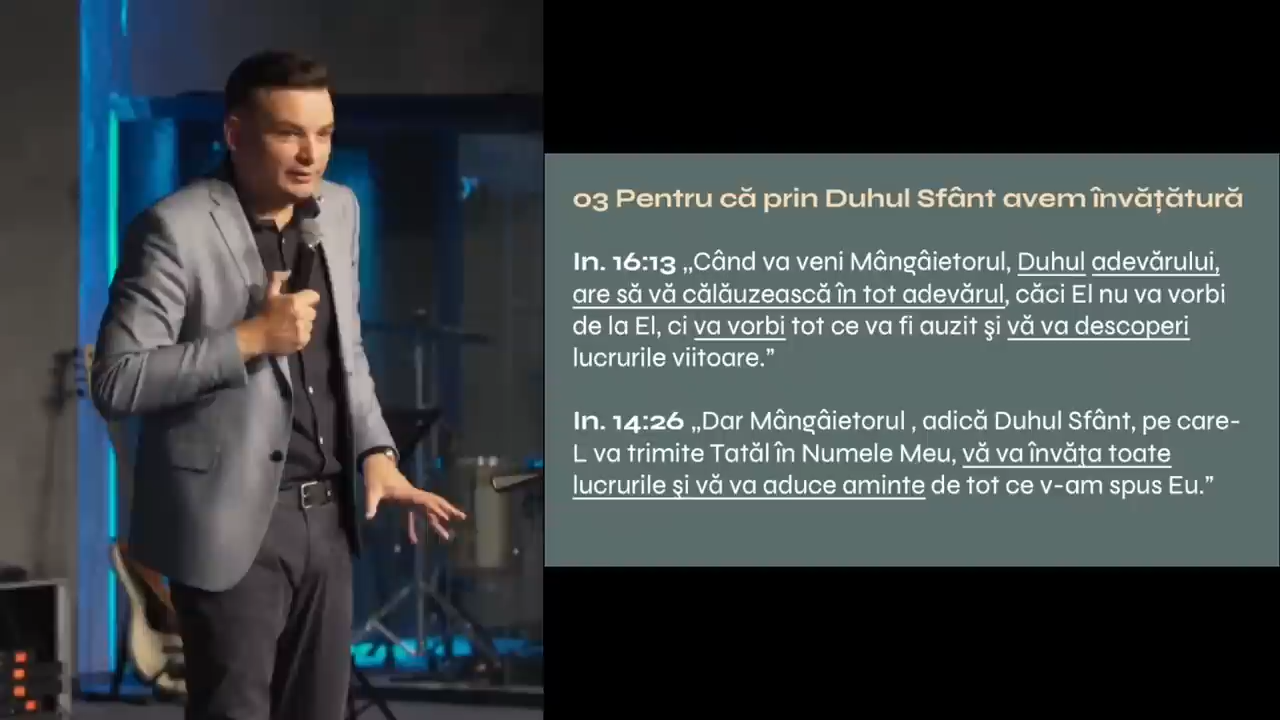 03 Pentru că prin Duhul Sfânt avem învățătură
In. 16:13 „Când va veni Mângâietorul, Duhul adevărului,
are să vă călăuzească în tot adevărul, căci El nu va vorbi
de la El, ci va vorbi tot ce va fi auzit şi vă va descoperi
lucrurile viitoare.”
In. 14:26 „Dar Mângâietorul , adică Duhul Sfânt, pe care-
L va trimite Tatăl în Numele Meu, vă va învăţa toate
lucrurile şi vă va aduce aminte de tot ce v-am spus Eu.”